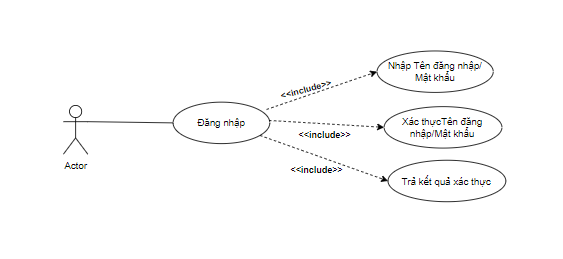 Nhập Tên đăng nhập/
Mật khẩu
<<include>>
Xác thựcTên đăng
nhập/Mật khẩu
Đăng nhập
<<include>>
<<include>>
Actor
Trả kết quả xác thực